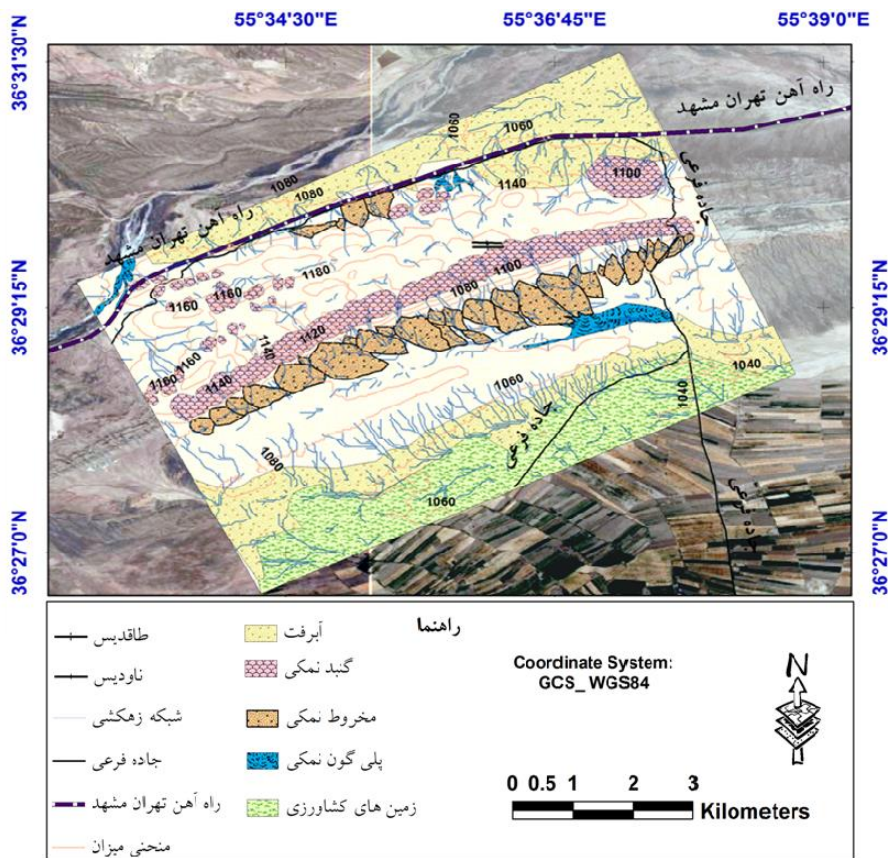 55°34'30"E 55°36'45"E 55°39'0"E
36°31'30"N 36°31'30"N
راه آهن تهران مشهد
1060
1060
1080
1080
1140
1100
جاده فرعی
راه آهن تهران مشهد
36°29'15"N 36°29'15"N
1180
1160 1160
1100
1080
1120
1140
1160
1160
1140
1060
1040
1040
1080
جاده فرعی
1060
جاده فرعی
36°27'0"N 36°27'0"N
راهنما
طاقدیس
ناودیس
شبکه زهکشی
جاده فرعی
راه آهن تهران مشهد
منحنی میزان
آبرفت
گنبد نمکی
مخروط نمکی
پلی گون نمکی
زمین های کشاورزی
Coordinate System:
GCS_WGS84
N
0 0.5 1 2 3
Kilometers